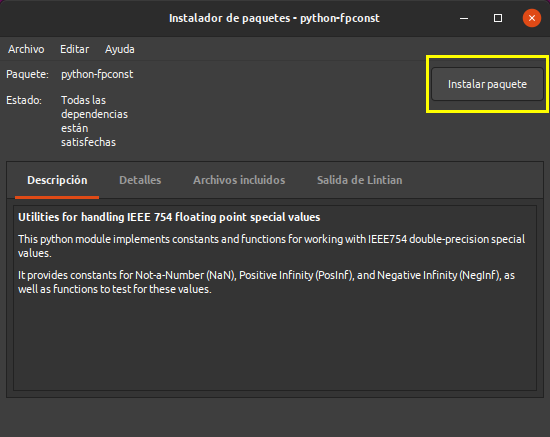 Instalador de paquetes - python-fpconst
Archivo Editar Ayuda
Paquete: python-fpconst
Instalar paquete
Estado: Todas las
dependencias
están
satisfechas
Descripción Detalles Archivos incluidos Salida de Lintian
Utilities for handling IEEE 754 floating point special values
This python module implements constants and functions for working with IEEE754 double-precision special
values.
It provides constants for Not-a-Number (NaN), Positive Infinity (PosInf), and Negative Infinity (NegInf), as
well as functions to test for these values.